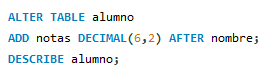 ALTER TABLE alumno
ADD notas DECIMAL(6,2) AFTER nombre;
DESCRIBE alumno;